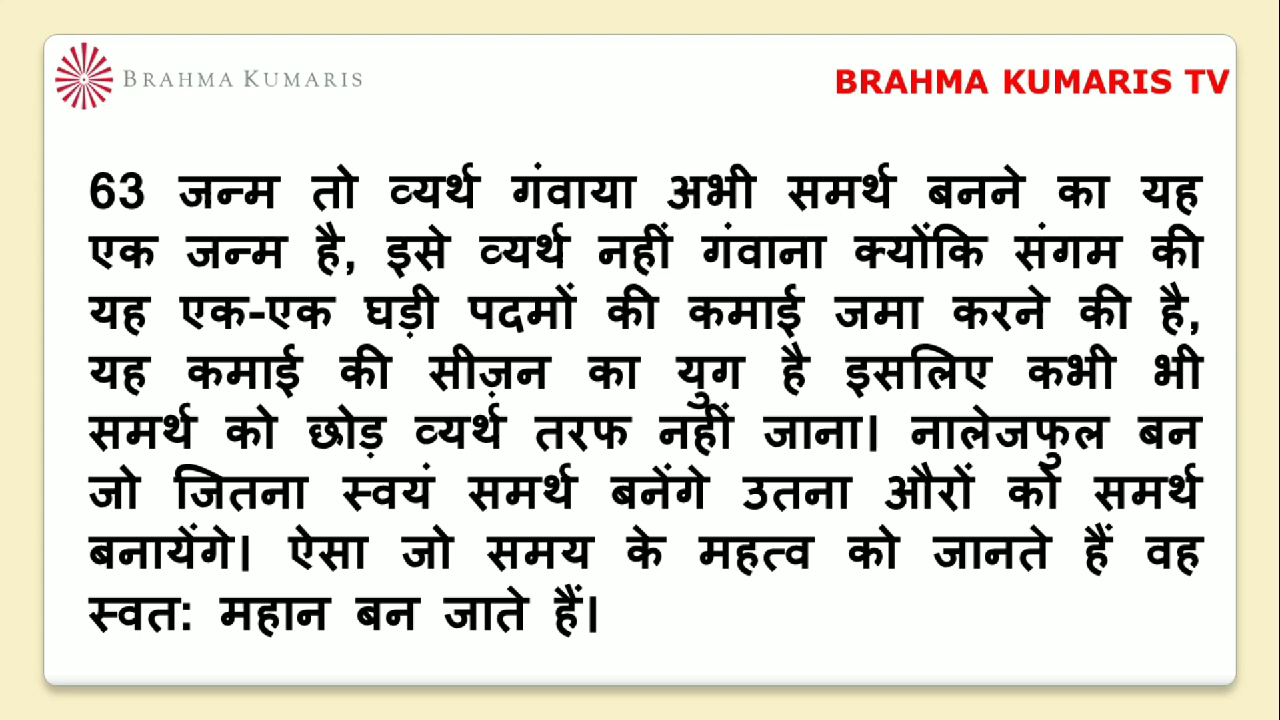 BRAHMA KUMARIS
BRAHMA KUMARIS TV
63 जन्म तो व्यर्थ गंवाया अभी समर्थ बनने का यह
एक जन्म है, इसे व्यर्थ नहीं गंवाना क्योंकि संगम की
यह एक-एक घड़ी पदमों की कमाई जमा करने की है,
यह कमाई की सीज़न का युग है इसलिए कभी भी
समर्थ को छोड़ व्यर्थ तरफ नहीं जाना। नालेजफुल बन
जो जितना स्वयं समर्थ बनेंगे उतना औरों को समर्थ
बनायेंगे। ऐसा जो समय के महत्व को जानते हैं वह
स्वत: महान बन जाते हैं।